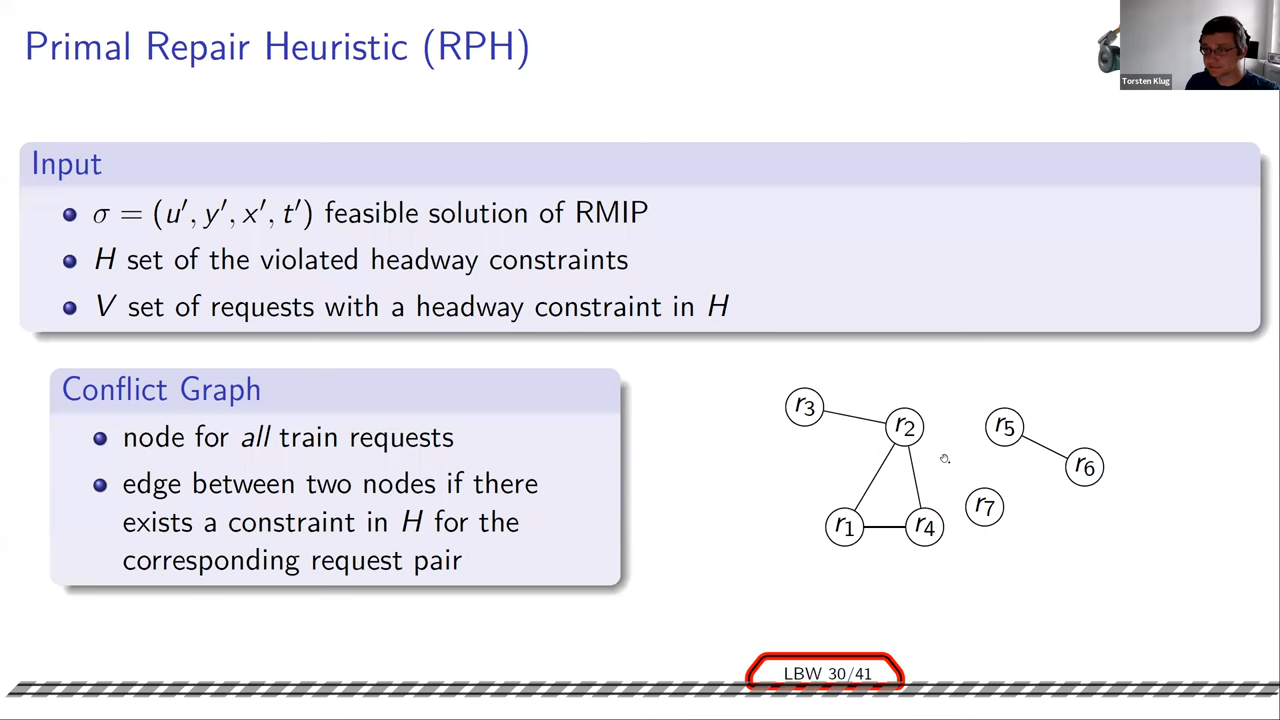 Primal Repair Heuristic (RPH)
Torsten Klug
Input
σ = (u′, y′, x′, t′) feasible solution of RMIP
H set of the violated headway constraints
V set of requests with a headway constraint in H
Conflict Graph
node for all train requests
edge between two nodes if there
exists a constraint in H for the
corresponding request pair
r3
r2
r5
r6
r7
r1
r4
LBW 30/41